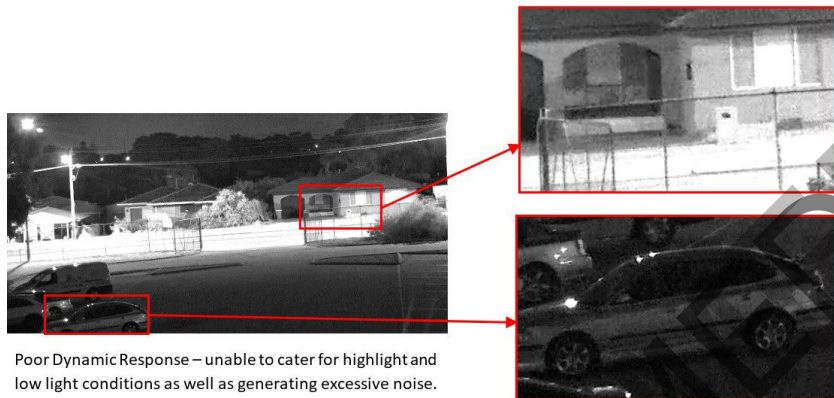 Poor Dynamic Response – unable to cater for highlight and
low light conditions as well as generating excessive noise.